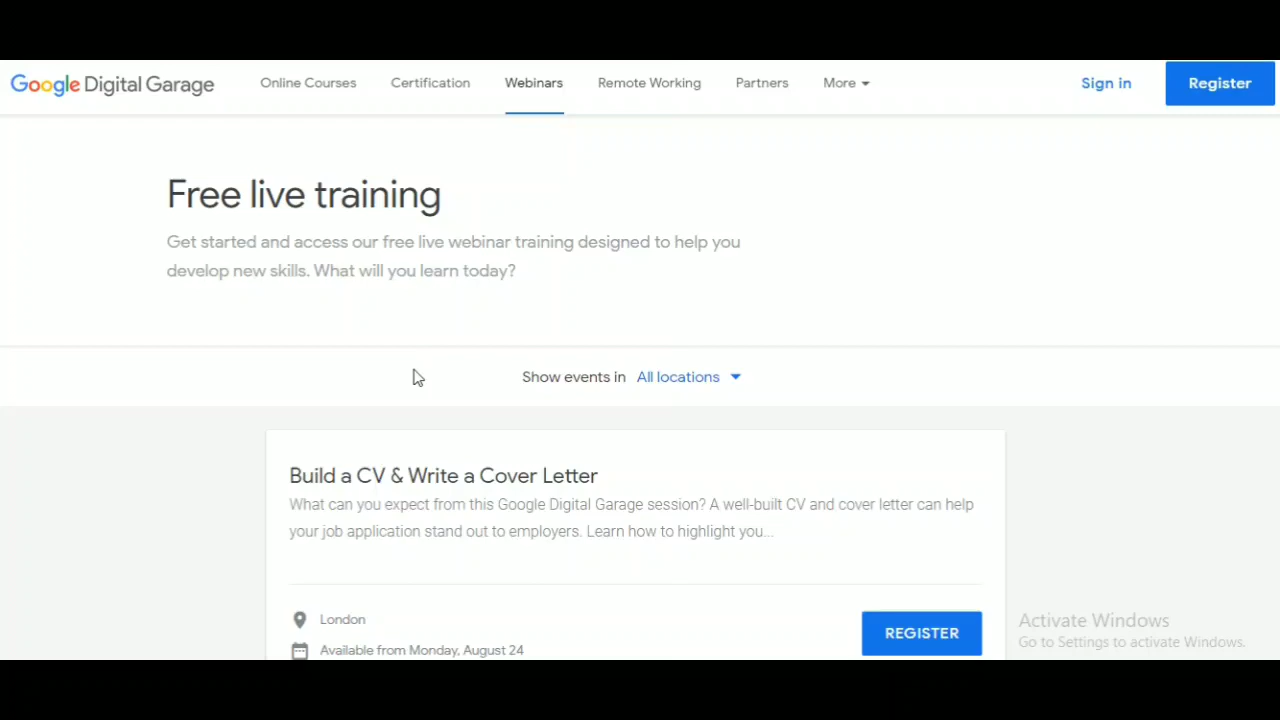 Google Digital Garage Online Courses Certification Webinars Remote Working Partners More Sign in Register
Free live training
Get started and access our free live webinar training designed to help you
develop new skills. What will you learn today?
Show events in All locations
Build a CV & Write a Cover Letter
What can you expect from this Google Digital Garage session? A well-built CV and cover letter can help
your job application stand out to employers. Learn how to highlight you...
London
REGISTER
Available from Monday, August 24
Activate Windows
Go to Settings to activate Windows.